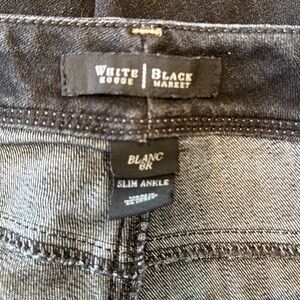 WHITE | BLACK
HOUSE | MARKET
BLANC
6R
SLIM ANKLE